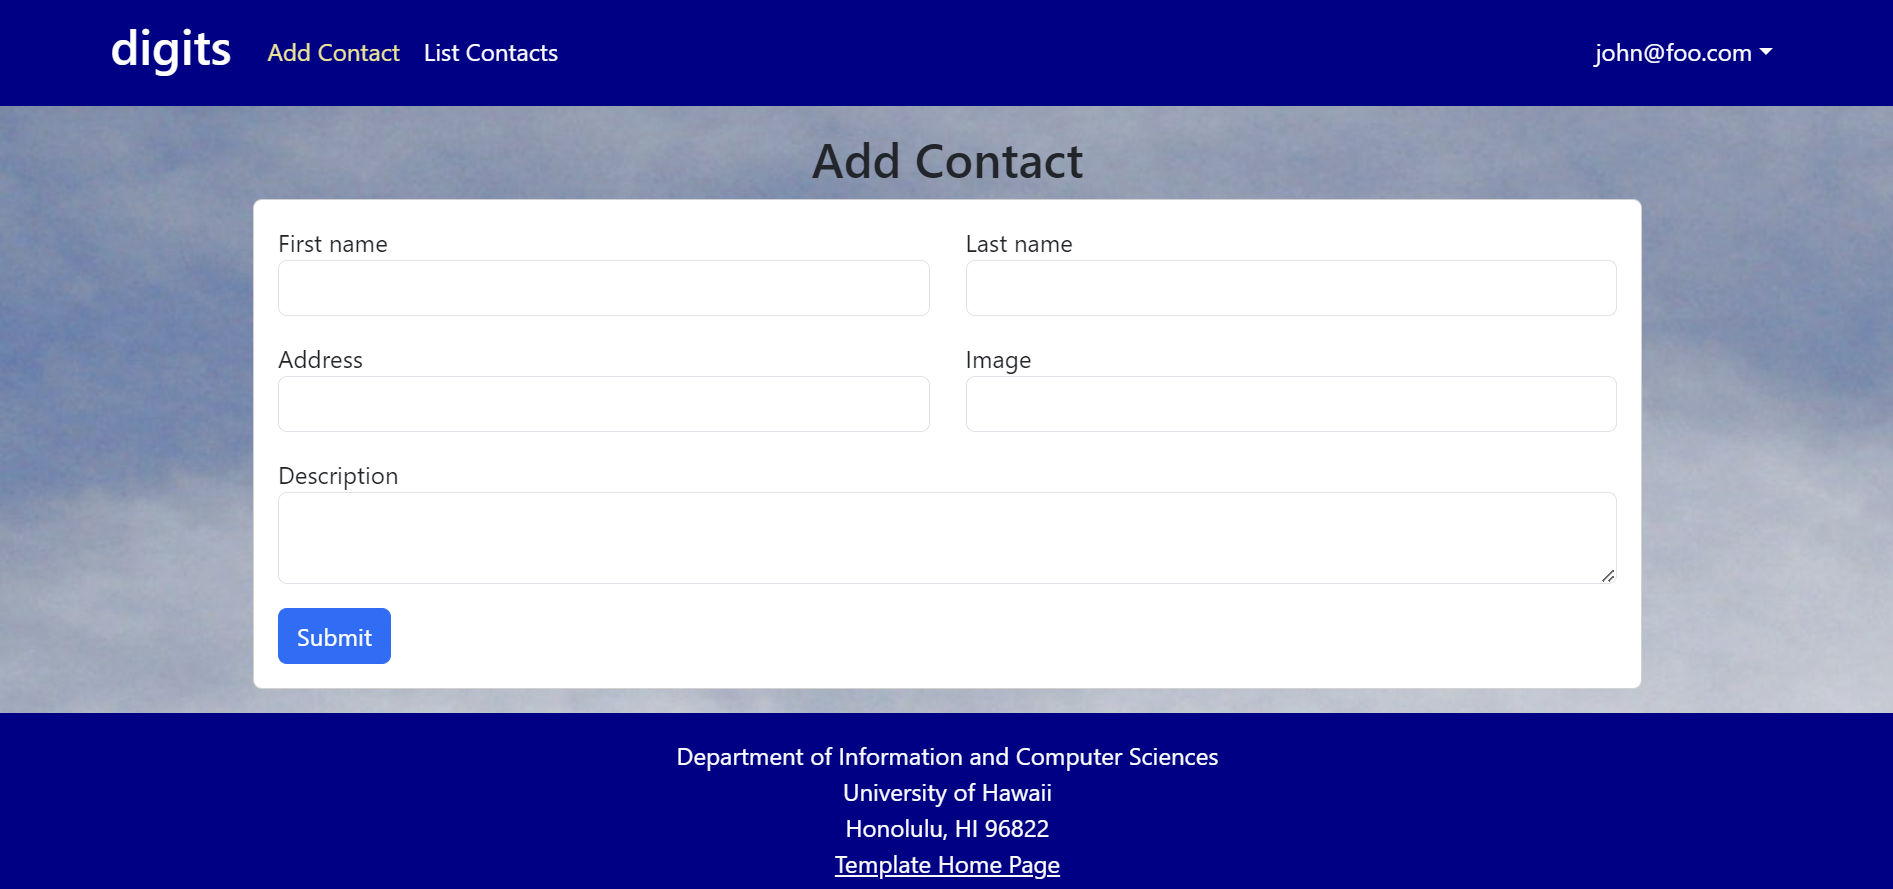 digits Add Contact List Contacts john@foo.com
Add Contact
First name Last name
Address Image
Description
Submit
Department of Information and Computer Sciences
University of Hawaii
Honolulu, HI 96822
Template Home Page